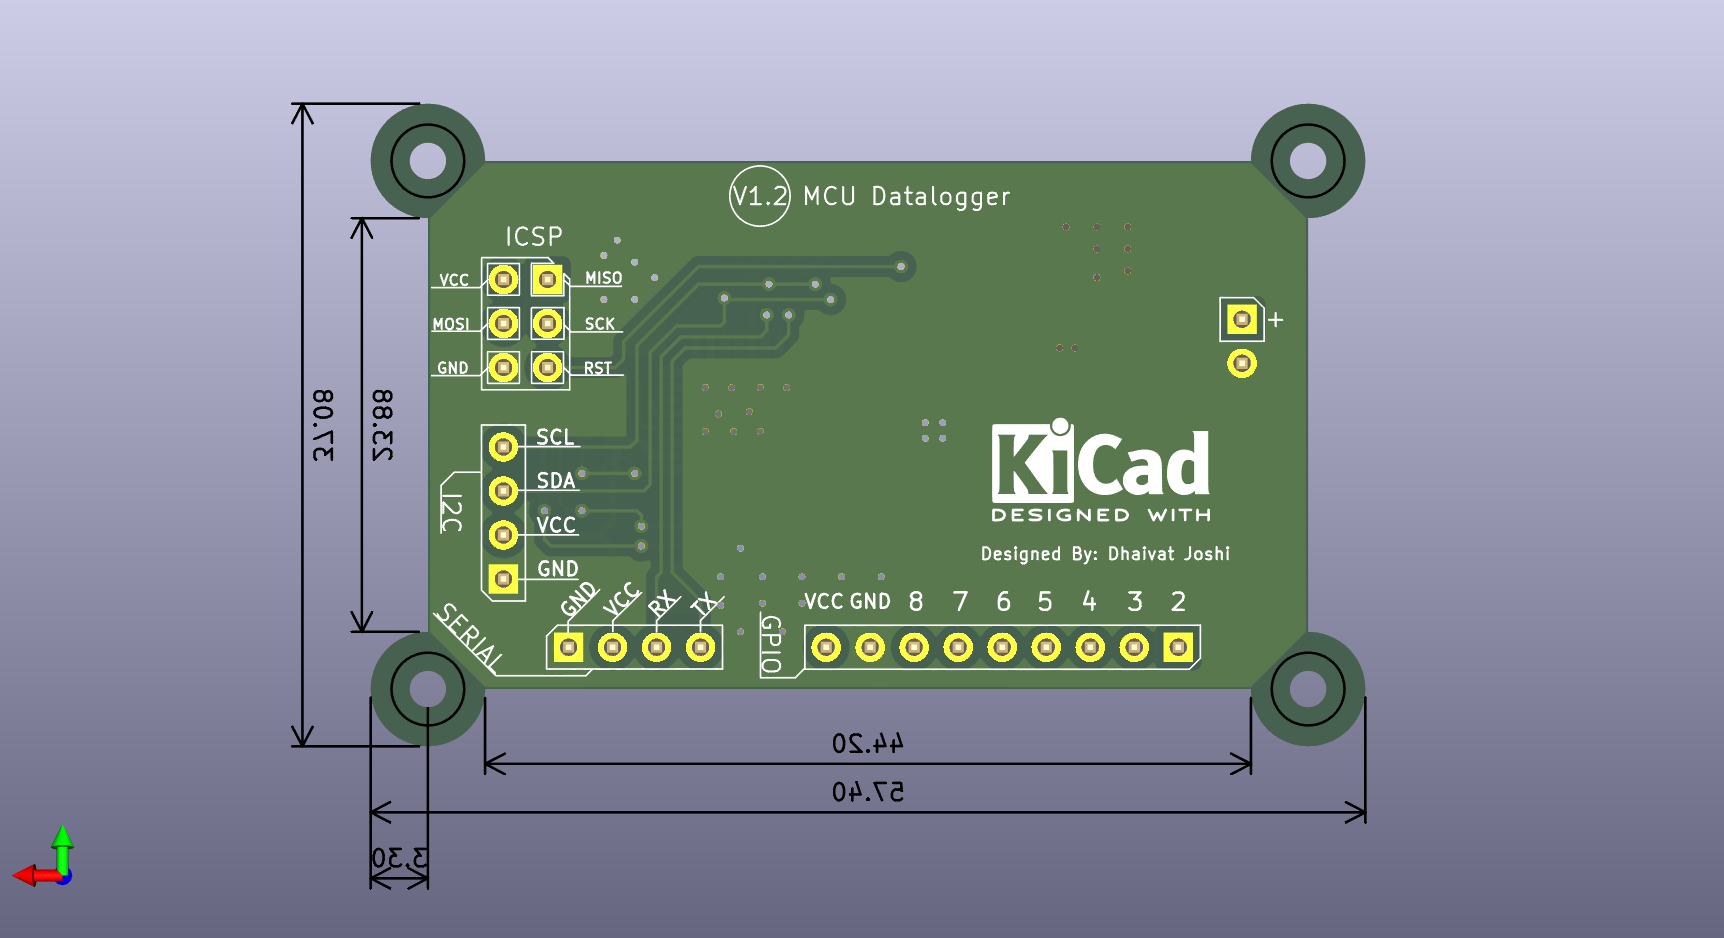 V1.2 MCU Datalogger
ICSP
VCC
MISO
MOSI
SCK
GND
RST
+
37.08
23.88
SCL
SDA
I2C
VCC
GND
KiCad
DESIGNED WITH
Designed By: Dhaivat Joshi
SERIAL
GND VCC RX TX
GPIO
VCC GND 8 7 6 5 4 3 2
44.20
57.40
3.30